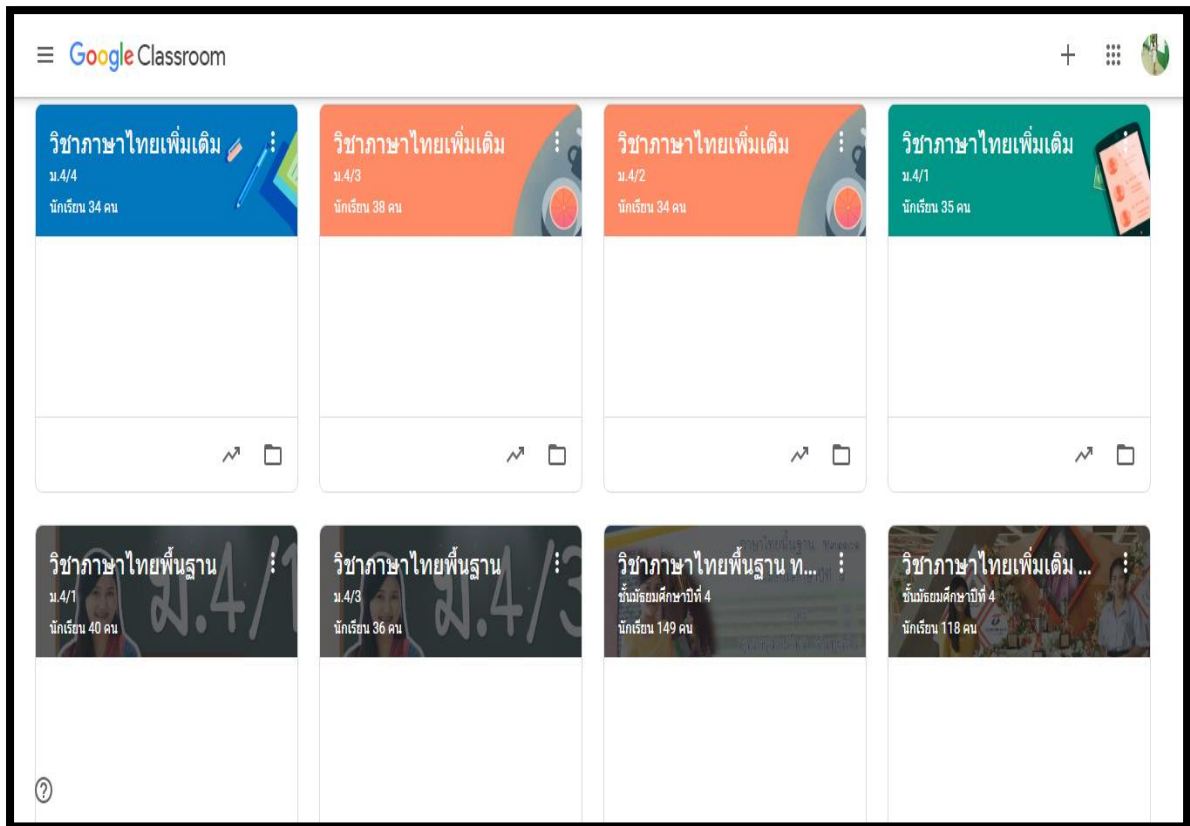 Google Classroom
วิชาภาษาไทยเพิ่มเติม
ม.4/4
นักเรียน 34 คน
วิชาภาษาไทยเพิ่มเติม
ม.4/3
นักเรียน 38 คน
วิชาภาษาไทยเพิ่มเติม
ม.4/2
นักเรียน 34 คน
วิชาภาษาไทยเพิ่มเติม
ม.4/1
นักเรียน 35 คน
วิชาภาษาไทยพื้นฐาน
ม.4/1
นักเรียน 40 คน
ม.4/1
วิชาภาษาไทยพื้นฐาน
ม.4/3
นักเรียน 36 คน
ม.4/3
วิชาภาษาไทยพื้นฐาน ท...
ชั้นมัธยมศึกษาปีที่ 4
นักเรียน 149 คน
วิชาภาษาไทยเพิ่มเติม ...
ชั้นมัธยมศึกษาปีที่ 4
นักเรียน 118 คน